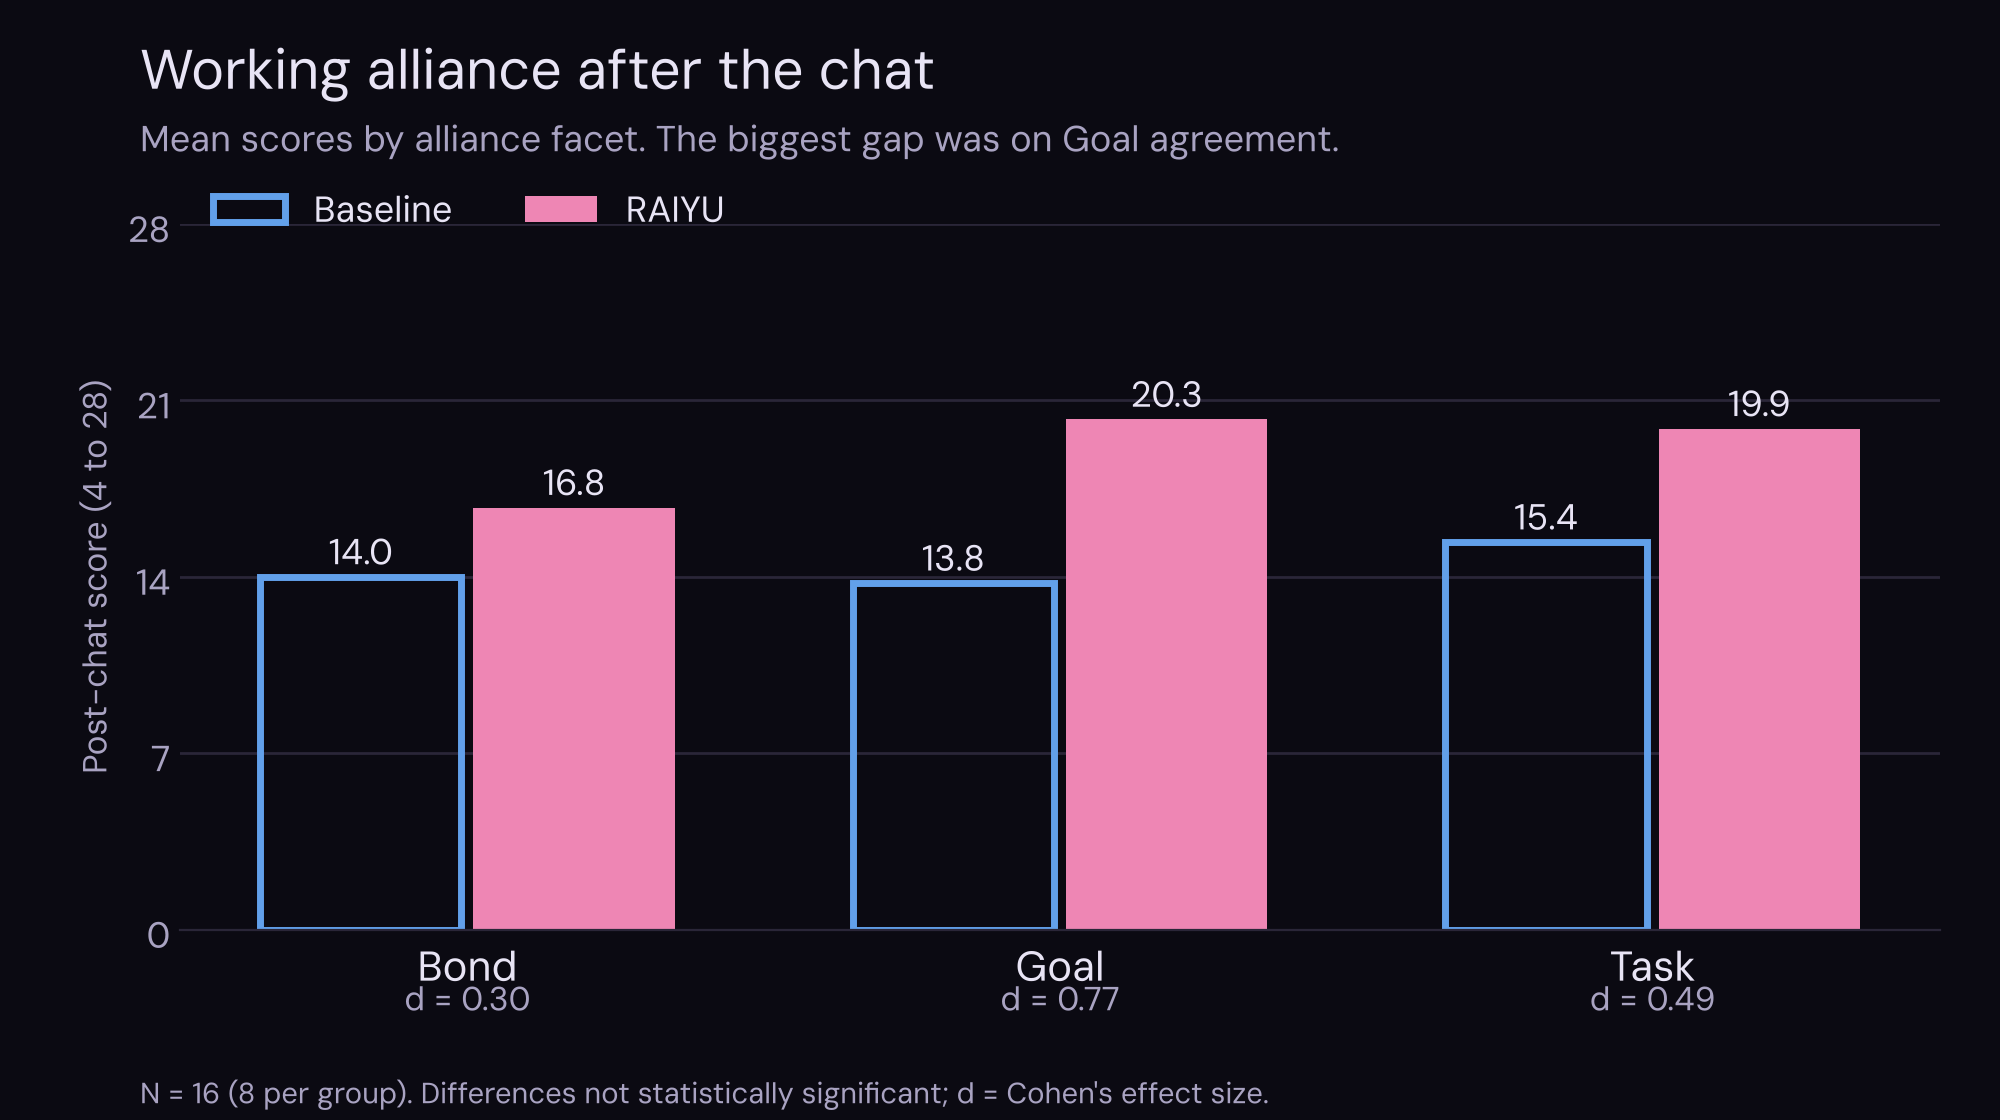 Working alliance after the chat
Mean scores by alliance facet. The biggest gap was on Goal agreement.
Baseline RAIYU
Post-chat score (4 to 28)
28
21
14
7
0
14.0
16.8
13.8
20.3
15.4
19.9
Bond
d = 0.30
Goal
d = 0.77
Task
d = 0.49
N = 16 (8 per group). Differences not statistically significant; d = Cohen's effect size.